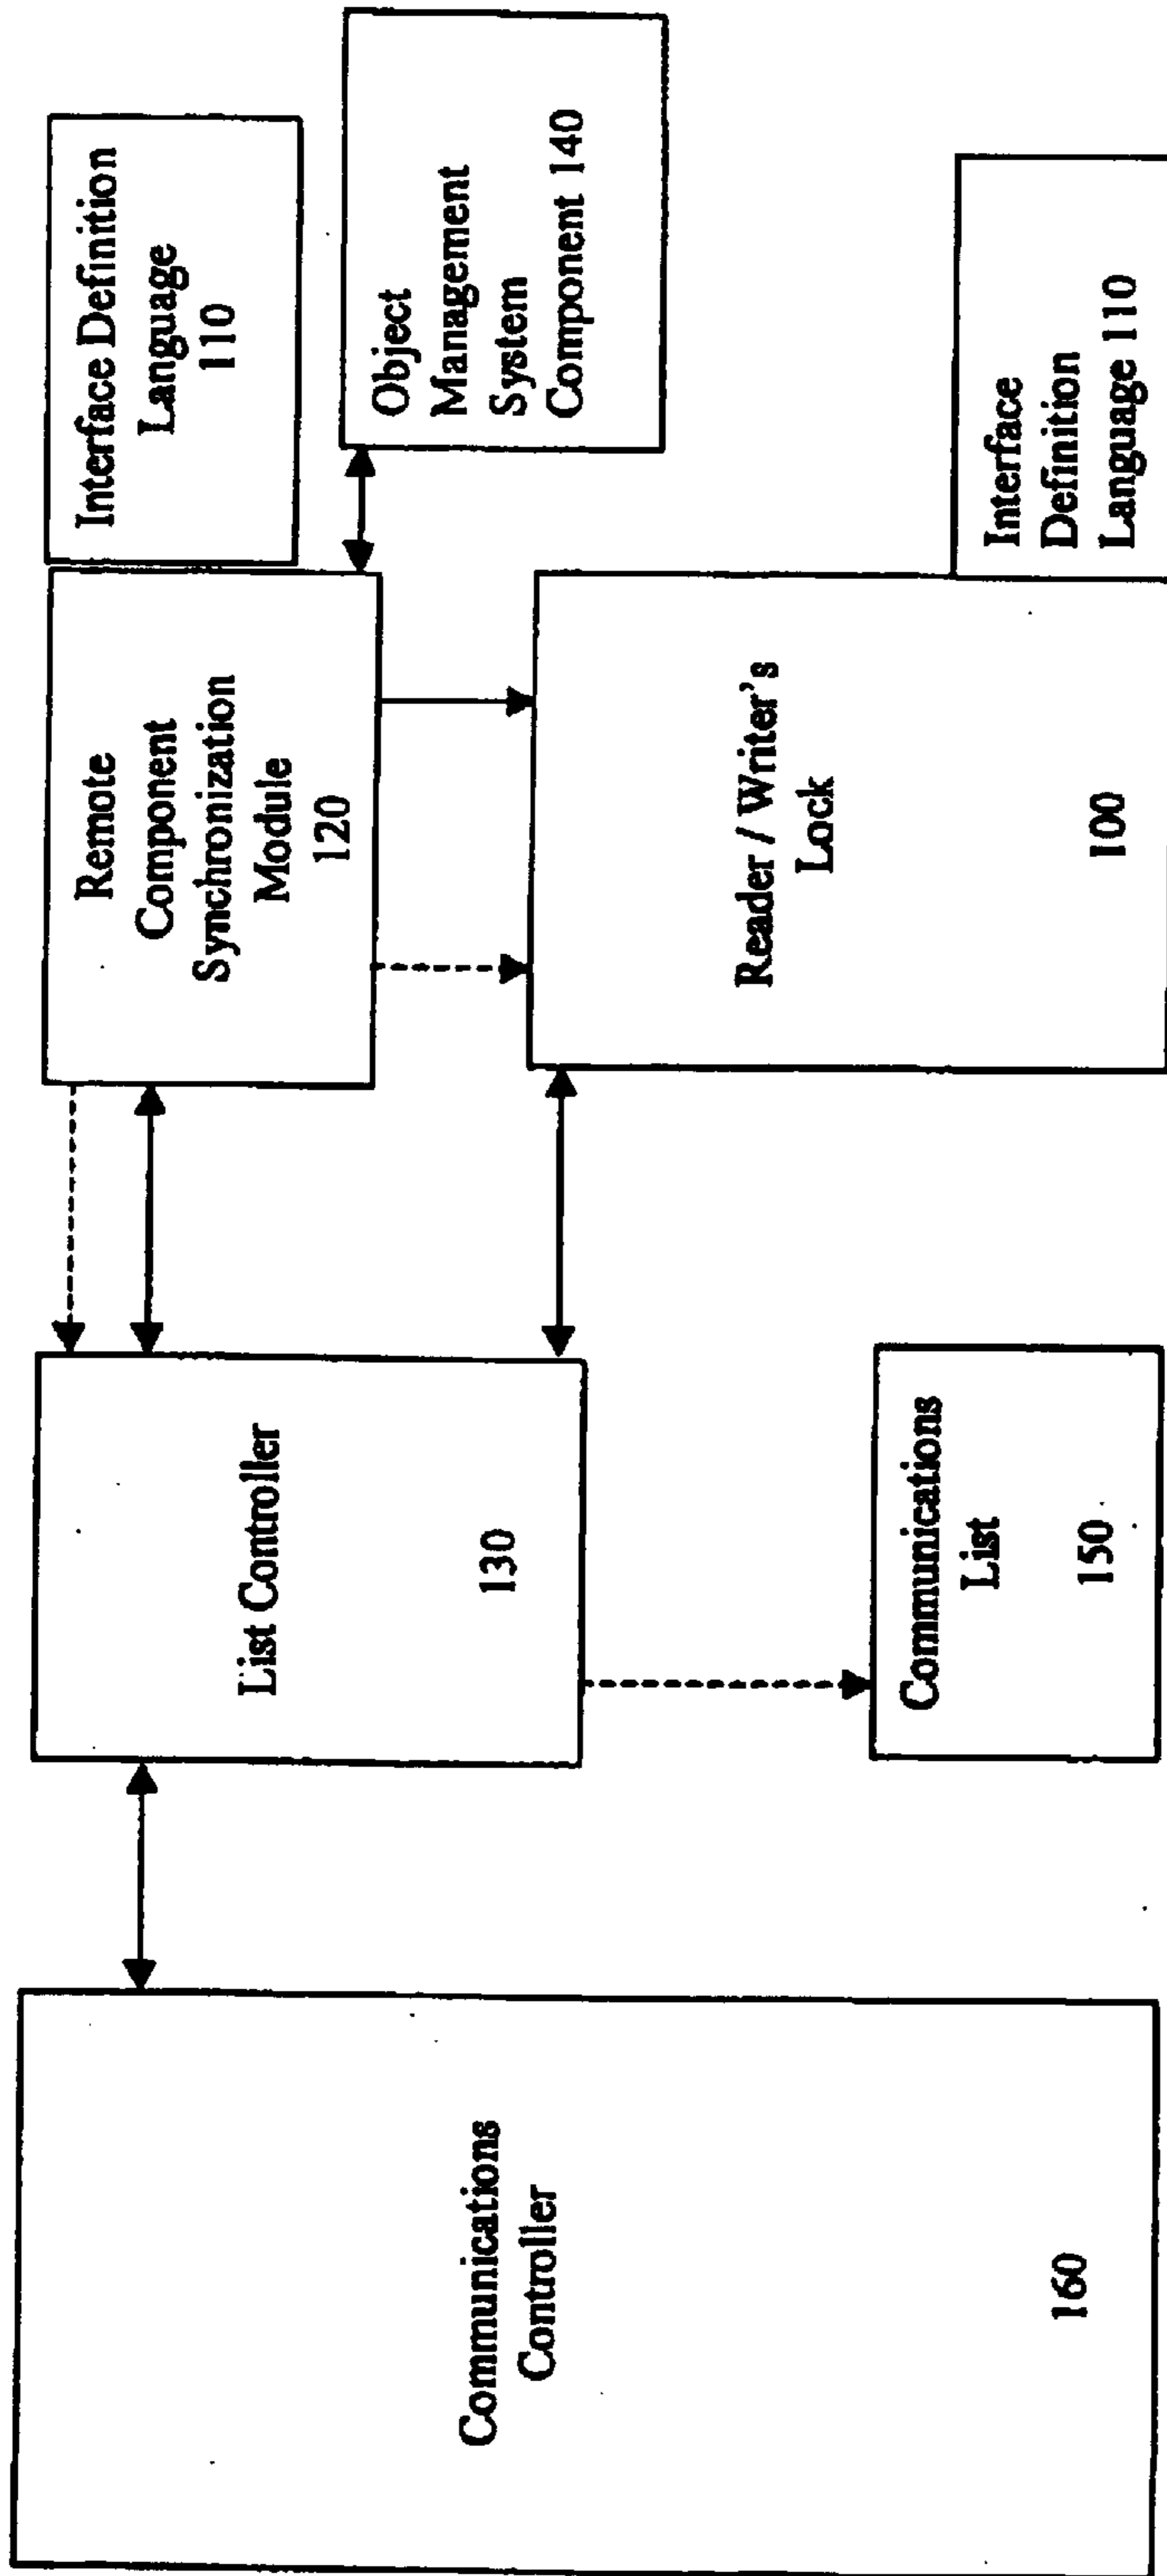 Communications
Controller
160
List Controller
130
Communications
List
150
Remote
Component
Synchronization
Module
120
Reader / Writer's
Lock
100
Interface Definition
Language
110
Object
Management
System
Component 140
Interface
Definition
Language 110